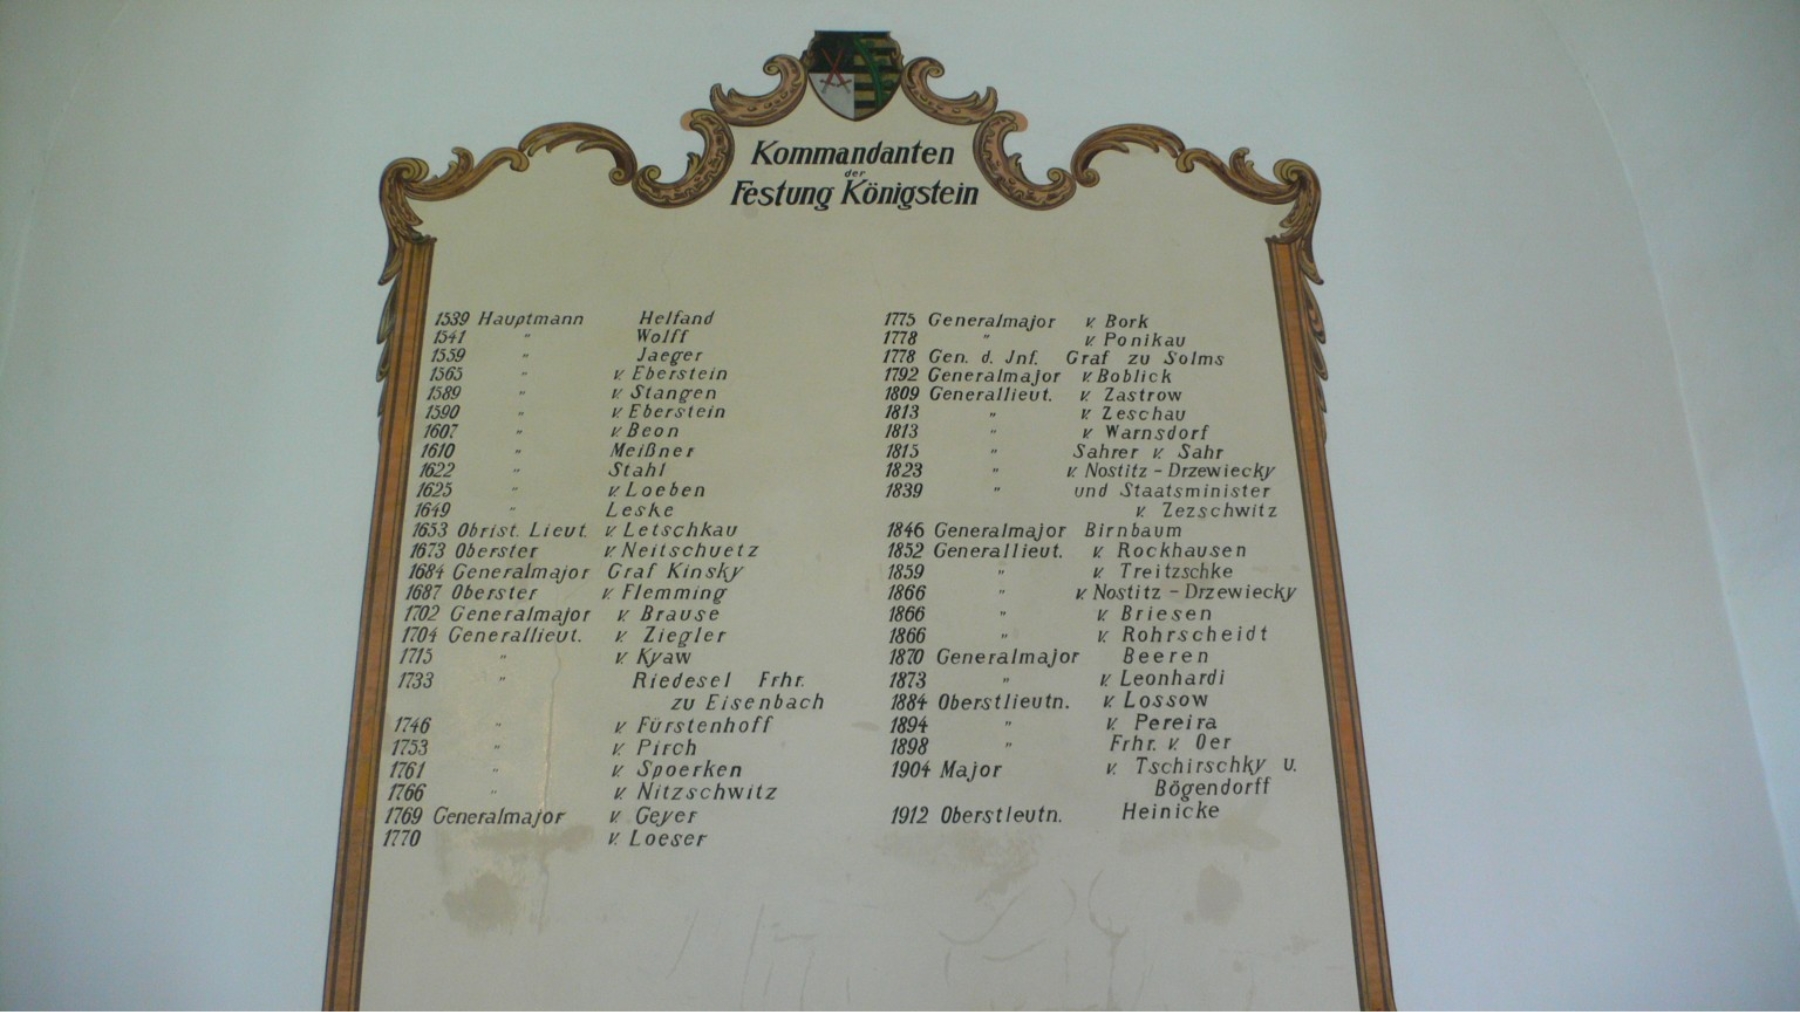 Kommandanten
der
Festung Königstein
1539 Hauptmann Helfand
1541 " Wolff
1559 " Jaeger
1565 " v. Eberstein
1589 " v. Stangen
1590 " v. Eberstein
1607 " v. Beon
1610 " Meißner
1622 " Stahl
1625 " v. Loeben
1649 " Leske
1653 Obrist. Lieut. v. Letschkau
1673 Oberster v. Neitschuetz
1684 Generalmajor Graf Kinsky
1687 Oberster v. Flemming
1702 Generalmajor v. Brause
1704 Generallieut. v. Ziegler
1715 " v. Kyaw
1733 " Riedesel Frhr.
zu Eisenbach
1746 " v. Fürstenhoff
1753 " v. Pirch
1761 " v. Spoerken
1766 " v. Nitzschwitz
1769 Generalmajor v. Geyer
1770 v. Loeser
1775 Generalmajor v. Bork
1778 " v. Ponikau
1778 Gen. d. Jnf. Graf zu Solms
1792 Generalmajor v. Boblick
1809 Generallieut. v. Zastrow
1813 " v. Zeschau
1813 " v. Warnsdorf
1815 " Sahrer v. Sahr
1823 " v. Nostitz - Drzewiecky
1839 " und Staatsminister
v. Zezschwitz
1846 Generalmajor Birnbaum
1852 Generallieut. v. Rockhausen
1859 " v. Treitzschke
1866 " v. Nostitz - Drzewiecky
1866 " v. Briesen
1866 " v. Rohrscheidt
1870 Generalmajor Beeren
1873 " v. Leonhardi
1884 Oberstlieutn. v. Lossow
1894 " v. Pereira
1898 " Frhr. v. Oer
1904 Major v. Tschirschky u.
Bögendorff
1912 Oberstleutn. Heinicke